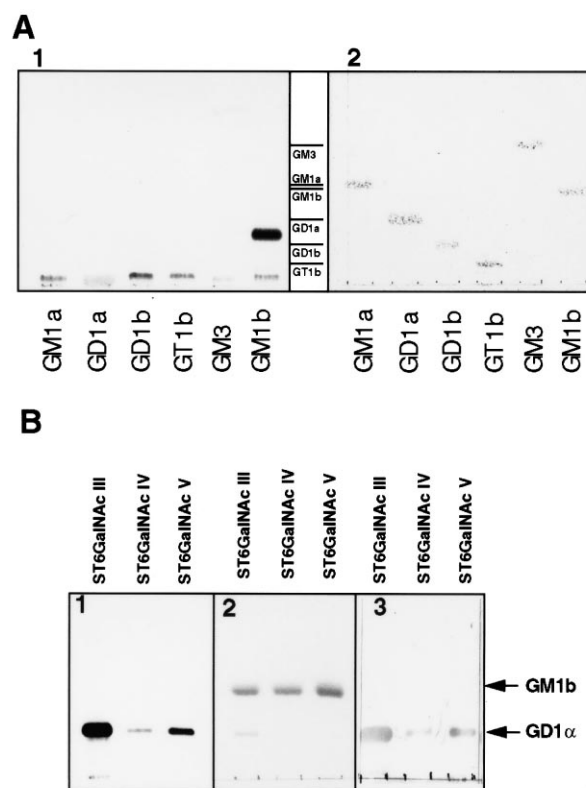 A
1
2
GM3
GM1a
GM1b
GD1a
GD1b
GT1b
GM1a
GD1a
GD1b
GT1b
GM3
GM1b
GM1a
GD1a
GD1b
GT1b
GM3
GM1b
B
ST6GalNAc III
ST6GalNAc IV
ST6GalNAc V
ST6GalNAc III
ST6GalNAc IV
ST6GalNAc V
ST6GalNAc III
ST6GalNAc IV
ST6GalNAc V
1
2
3
GM1b
GD1α